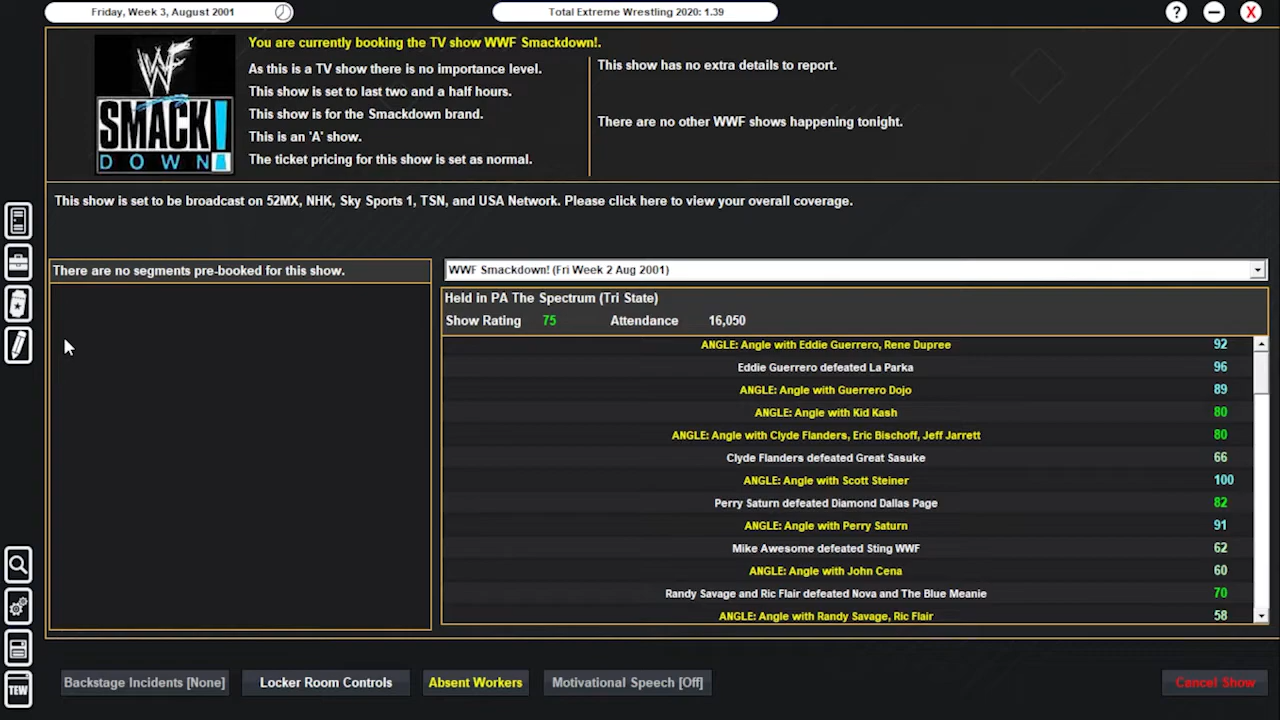 Friday, Week 3, August 2001
Total Extreme Wrestling 2020: 1.39
?
X
WF
SMACK!
DOWN
You are currently booking the TV show WWF Smackdown!.
As this is a TV show there is no importance level.
This show is set to last two and a half hours.
This show is for the Smackdown brand.
This is an 'A' show.
The ticket pricing for this show is set as normal.
This show has no extra details to report.
There are no other WWF shows happening tonight.
This show is set to be broadcast on 52MX, NHK, Sky Sports 1, TSN, and USA Network. Please click here to view your overall coverage.
There are no segments pre-booked for this show.
WWF Smackdown! (Fri Week 2 Aug 2001)
Held in PA The Spectrum (Tri State)
Show Rating 75 Attendance 16,050
ANGLE: Angle with Eddie Guerrero, Rene Dupree 92
Eddie Guerrero defeated La Parka 96
ANGLE: Angle with Guerrero Dojo 89
ANGLE: Angle with Kid Kash 80
ANGLE: Angle with Clyde Flanders, Eric Bischoff, Jeff Jarrett 80
Clyde Flanders defeated Great Sasuke 66
ANGLE: Angle with Scott Steiner 100
Perry Saturn defeated Diamond Dallas Page 82
ANGLE: Angle with Perry Saturn 91
Mike Awesome defeated Sting WWF 62
ANGLE: Angle with John Cena 60
Randy Savage and Ric Flair defeated Nova and The Blue Meanie 70
ANGLE: Angle with Randy Savage, Ric Flair 58
TEW
Backstage Incidents [None]
Locker Room Controls
Absent Workers
Motivational Speech [Off]
Cancel Show